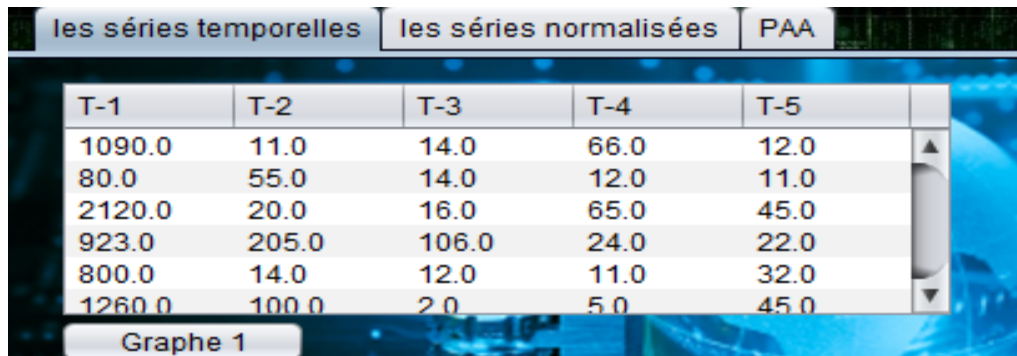 les séries temporelles les séries normalisées PAA
T-1 T-2 T-3 T-4 T-5
1090.0 11.0 14.0 66.0 12.0
80.0 55.0 14.0 12.0 11.0
2120.0 20.0 16.0 65.0 45.0
923.0 205.0 106.0 24.0 22.0
800.0 14.0 12.0 11.0 32.0
1260.0 100.0 2.0 5.0 45.0
Graphe 1